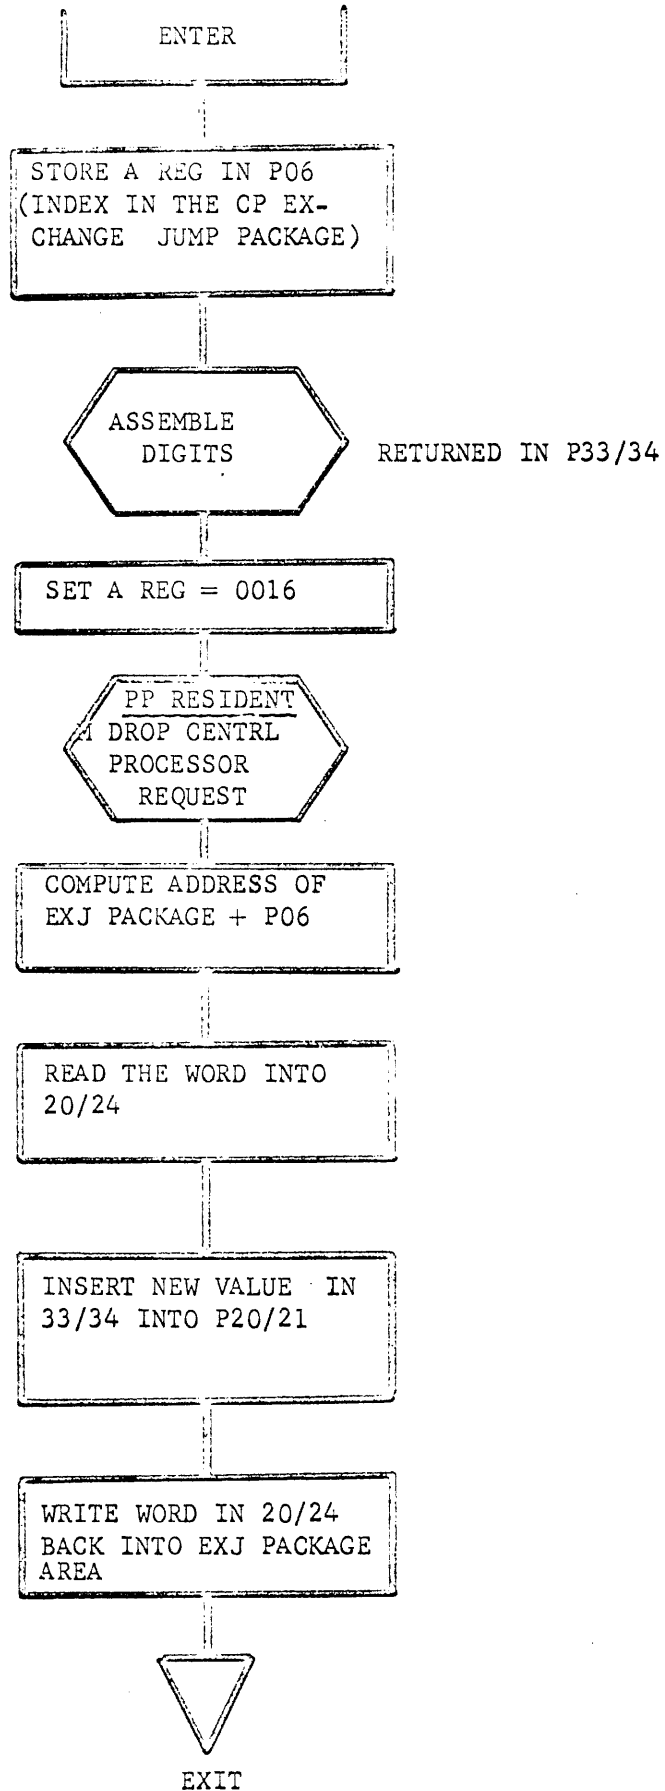 ENTER
STORE A REG IN P06
(INDEX IN THE CP EX-
CHANGE JUMP PACKAGE)
ASSEMBLE
DIGITS
RETURNED IN P33/34
SET A REG = 0016
PP RESIDENT
DROP CENTRL
PROCESSOR
REQUEST
COMPUTE ADDRESS OF
EXJ PACKAGE + P06
READ THE WORD INTO
20/24
INSERT NEW VALUE IN
33/34 INTO P20/21
WRITE WORD IN 20/24
BACK INTO EXJ PACKAGE
AREA
EXIT